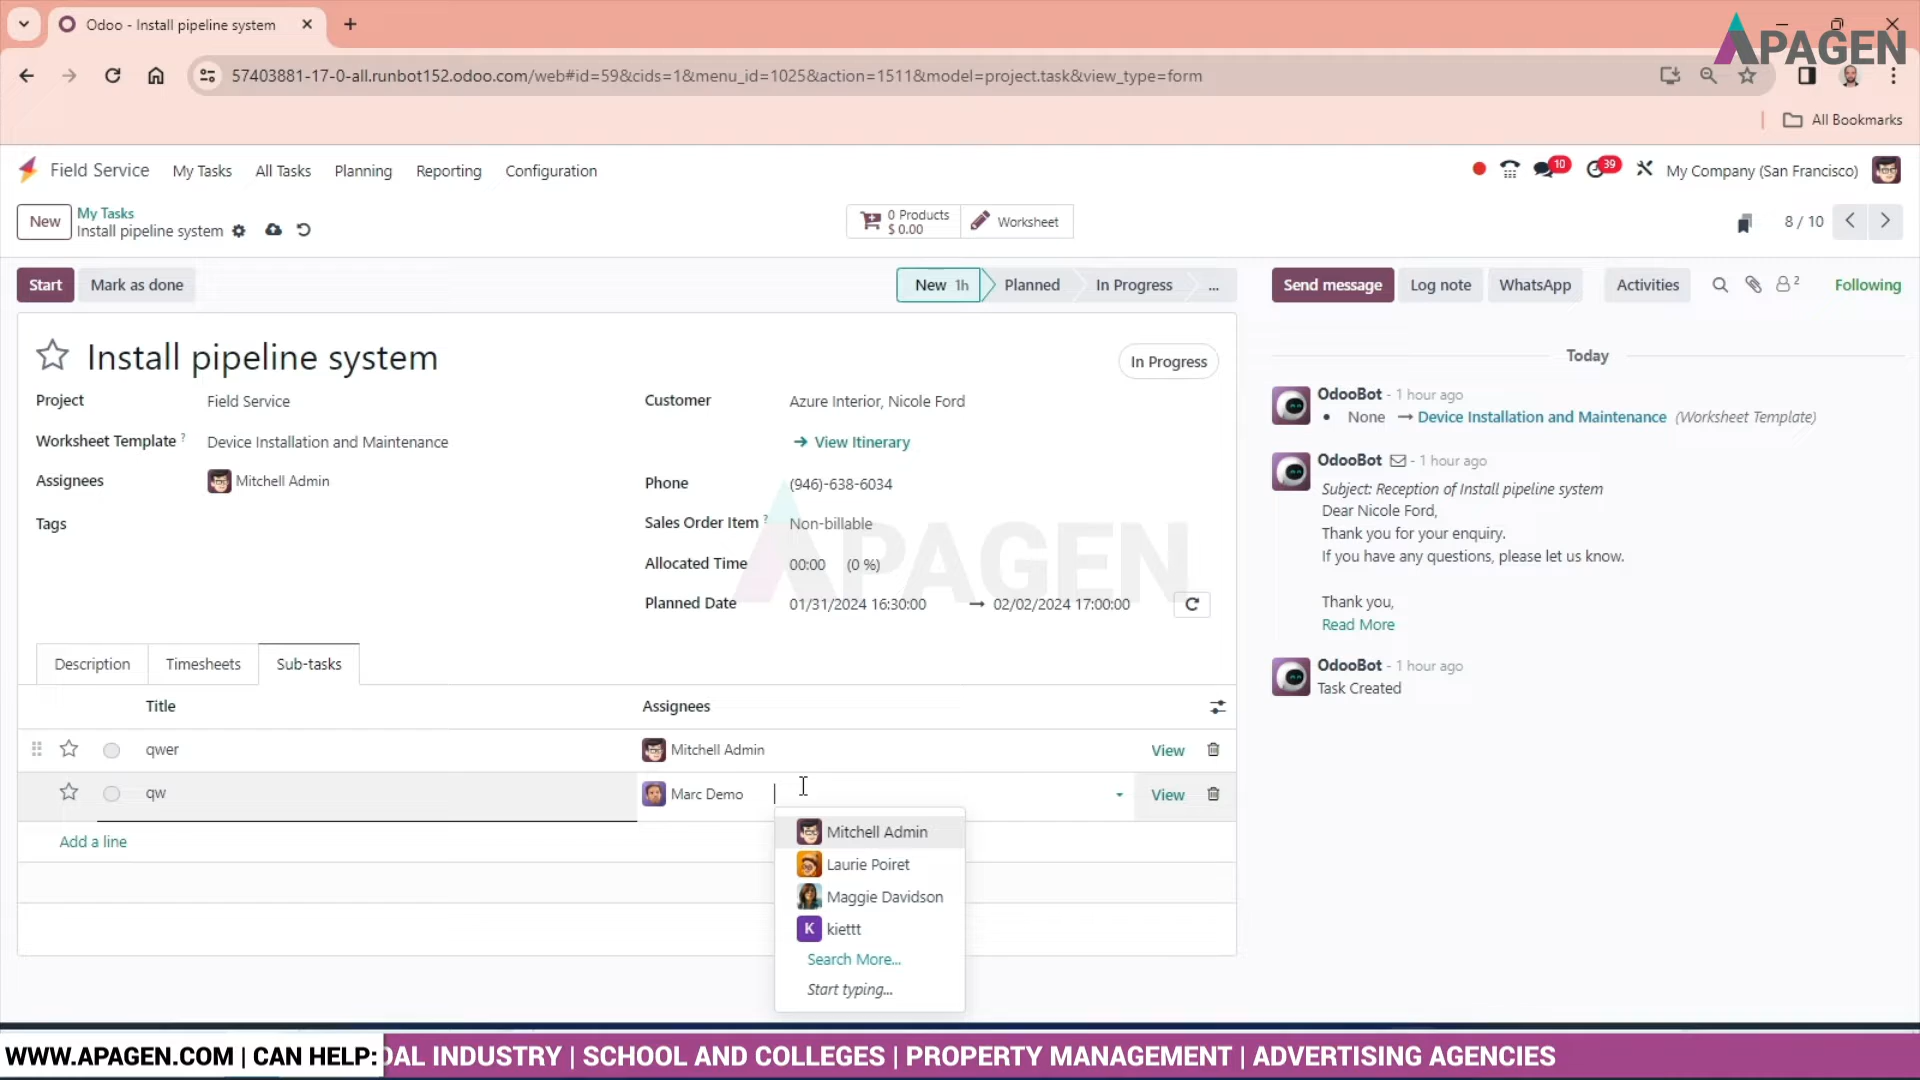 Odoo - Install pipeline system
APAGEN
57403881-17-0-all.runbot152.odoo.com/web#id=59&cids=1&menu_id=1025&action=1511&model=project.task&view_type=form
All Bookmarks
Field Service My Tasks All Tasks Planning Reporting Configuration
10 39 My Company (San Francisco)
New
My Tasks
Install pipeline system
0 Products
$ 0.00
Worksheet
8 / 10
Start Mark as done
New 1h Planned In Progress ...
Send message Log note WhatsApp Activities 2 Following
Install pipeline system
In Progress
Project Field Service
Worksheet Template ? Device Installation and Maintenance
Assignees Mitchell Admin
Tags
Customer Azure Interior, Nicole Ford
→ View Itinerary
Phone (946)-638-6034
Sales Order Item ? Non-billable
Allocated Time 00:00 (0 %)
Planned Date 01/31/2024 16:30:00 → 02/02/2024 17:00:00
APAGEN
Description Timesheets Sub-tasks
Title Assignees
qwer Mitchell Admin View
qw Marc Demo View
Add a line
Mitchell Admin
Laurie Poiret
Maggie Davidson
K kiettt
Search More...
Start typing...
Today
OdooBot - 1 hour ago
• None → Device Installation and Maintenance (Worksheet Template)
OdooBot - 1 hour ago
Subject: Reception of Install pipeline system
Dear Nicole Ford,
Thank you for your enquiry.
If you have any questions, please let us know.
Thank you,
Read More
OdooBot - 1 hour ago
Task Created
WWW.APAGEN.COM | CAN HELP: DAL INDUSTRY | SCHOOL AND COLLEGES | PROPERTY MANAGEMENT | ADVERTISING AGENCIES